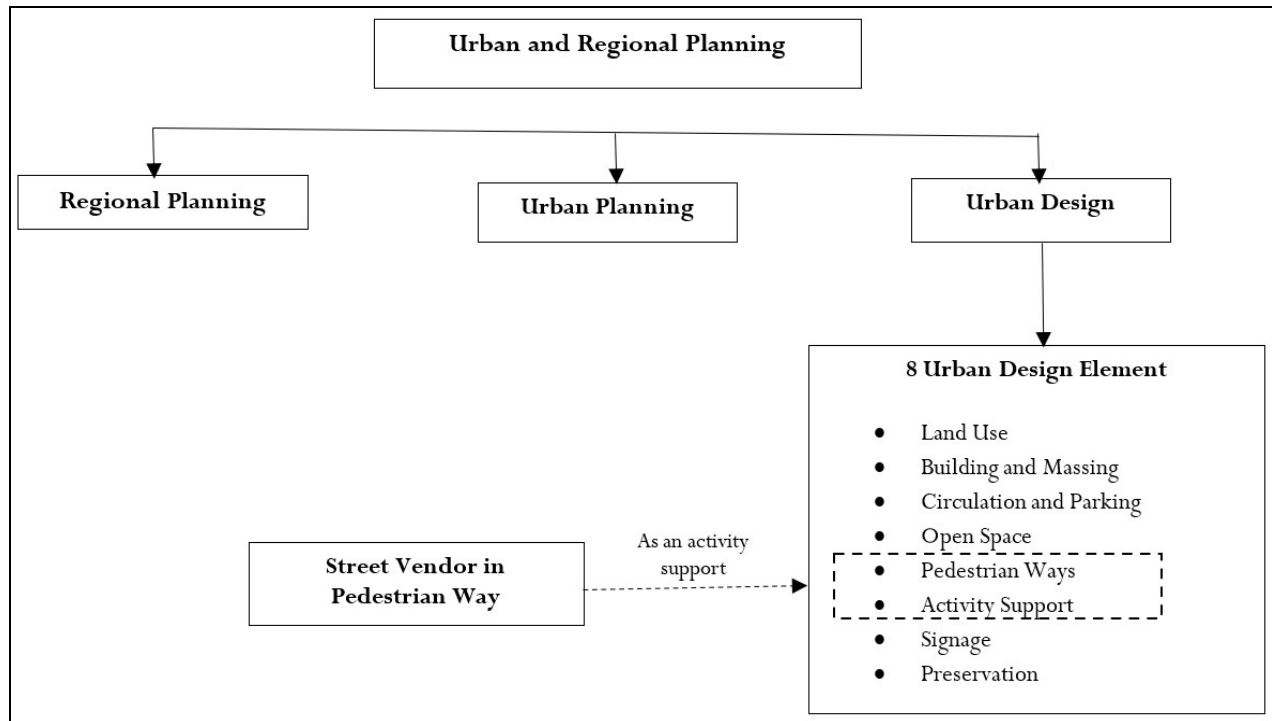 Urban and Regional Planning
Regional Planning
Urban Planning
Urban Design
8 Urban Design Element
● Land Use
● Building and Massing
● Circulation and Parking
● Open Space
● Pedestrian Ways
● Activity Support
● Signage
● Preservation
As an activity
support
Street Vendor in
Pedestrian Way